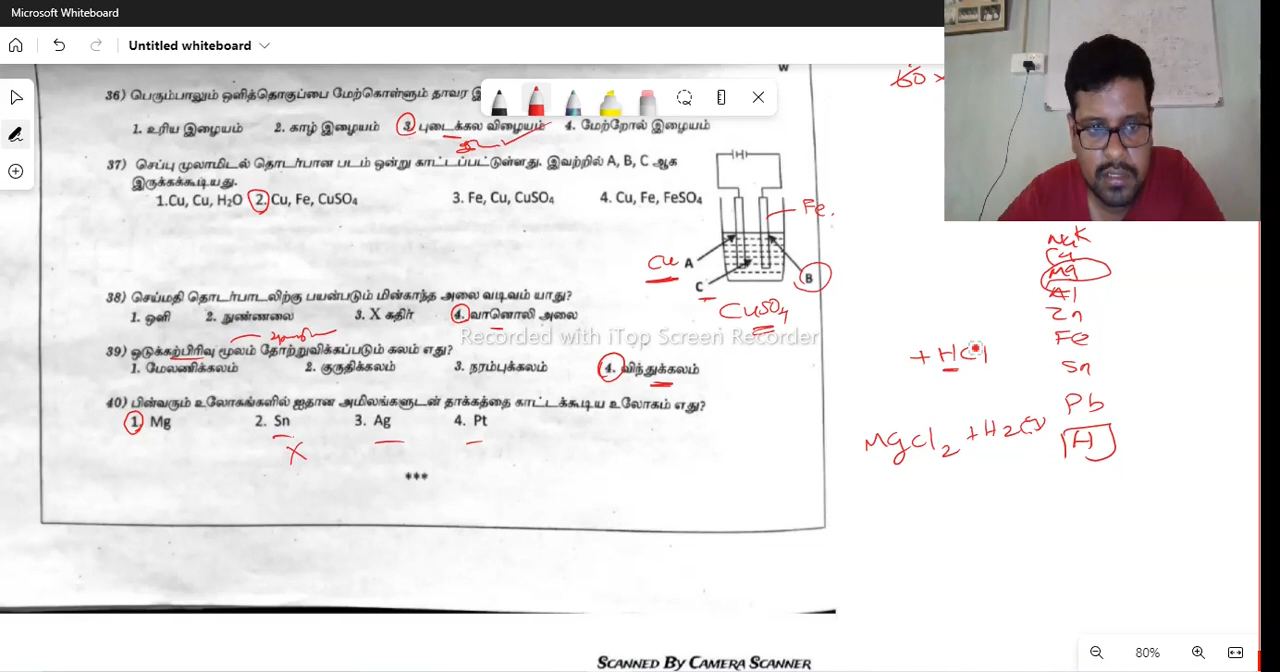 Microsoft Whiteboard
Untitled whiteboard
W
36) பெரும்பாலும் ஒளித்தொகுப்பை மேற்கொள்ளும் தாவர
1. உரிய இழையம் 2. காழ் இழையம் 3. புடைக்கல விழையம் 4. மேற்றோல் இழையம்
37) செப்பு முலாமிடல் தொடர்பான படம் ஒன்று காட்டப்பட்டுள்ளது. இவற்றில் A, B, C ஆக
இருக்கக்கூடியது.
1.Cu, Cu, H₂O 2. Cu, Fe, CuSO₄ 3. Fe, Cu, CuSO₄ 4. Cu, Fe, FeSO₄
Fe.
Cu A
B
C
CuSO₄
38) செய்மதி தொடர்பாடலிற்கு பயன்படும் மின்காந்த அலை வடிவம் யாது?
1. ஒளி 2. நுண்ணலை 3. X கதிர் 4. வானொலி அலை
Recorded with iTop Screen Recorder
39) ஒடுக்கற்பிரிவு மூலம் தோற்றுவிக்கப்படும் கலம் எது?
1. மேலணிக்கலம் 2. குருதிக்கலம் 3. நரம்புக்கலம் 4. விந்துக்கலம்
40) பின்வரும் உலோகங்களில் ஐதான அமிலங்களுடன் தாக்கத்தை காட்டக்கூடிய உலோகம் எது?
1. Mg 2. Sn 3. Ag 4. Pt
X
***
60 ×
Na K
Ca
Mg
Al
Zn
Fe
Sn
Pb
H
+ HCl
MgCl₂ + H₂
SCANNED BY CAMERA SCANNER
80%